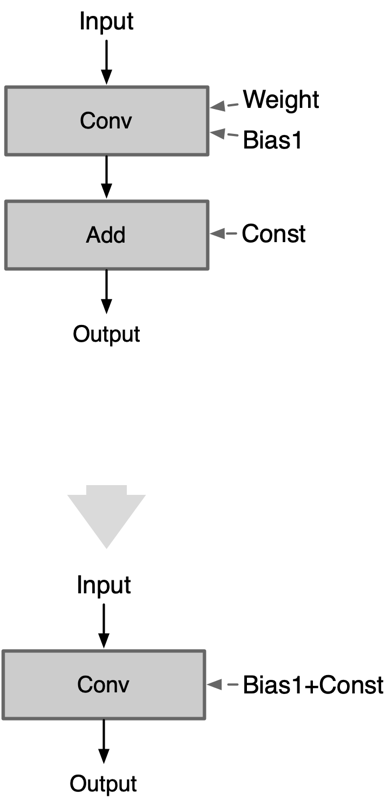 Input
Conv
Weight
Bias1
Add
Const
Output
Input
Conv
Bias1+Const
Output